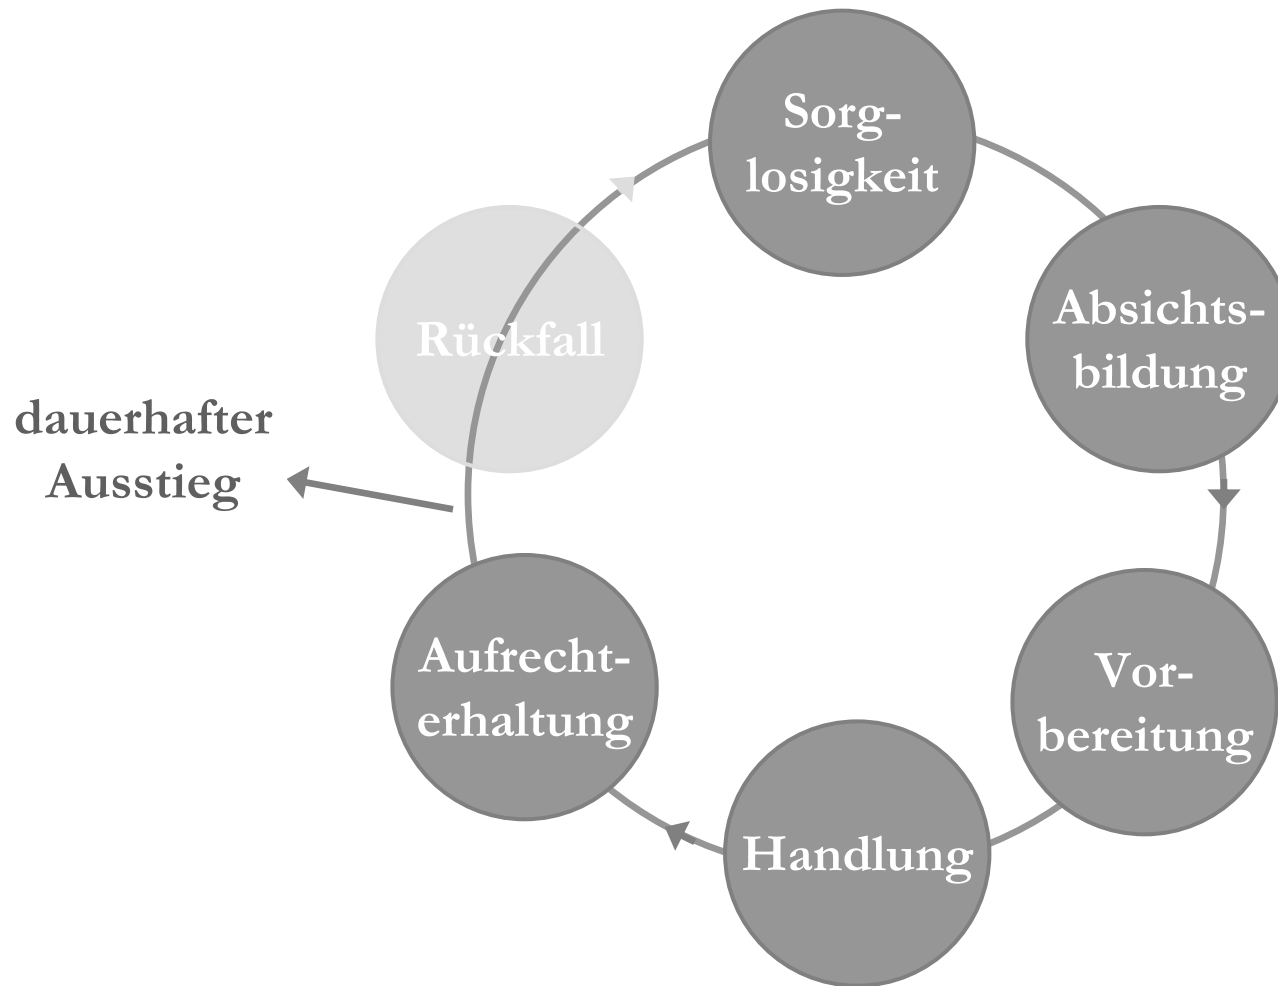 Sorg-
losigkeit
Absichts-
bildung
Vor-
bereitung
Handlung
Aufrecht-
erhaltung
dauerhafter
Ausstieg
Rückfall